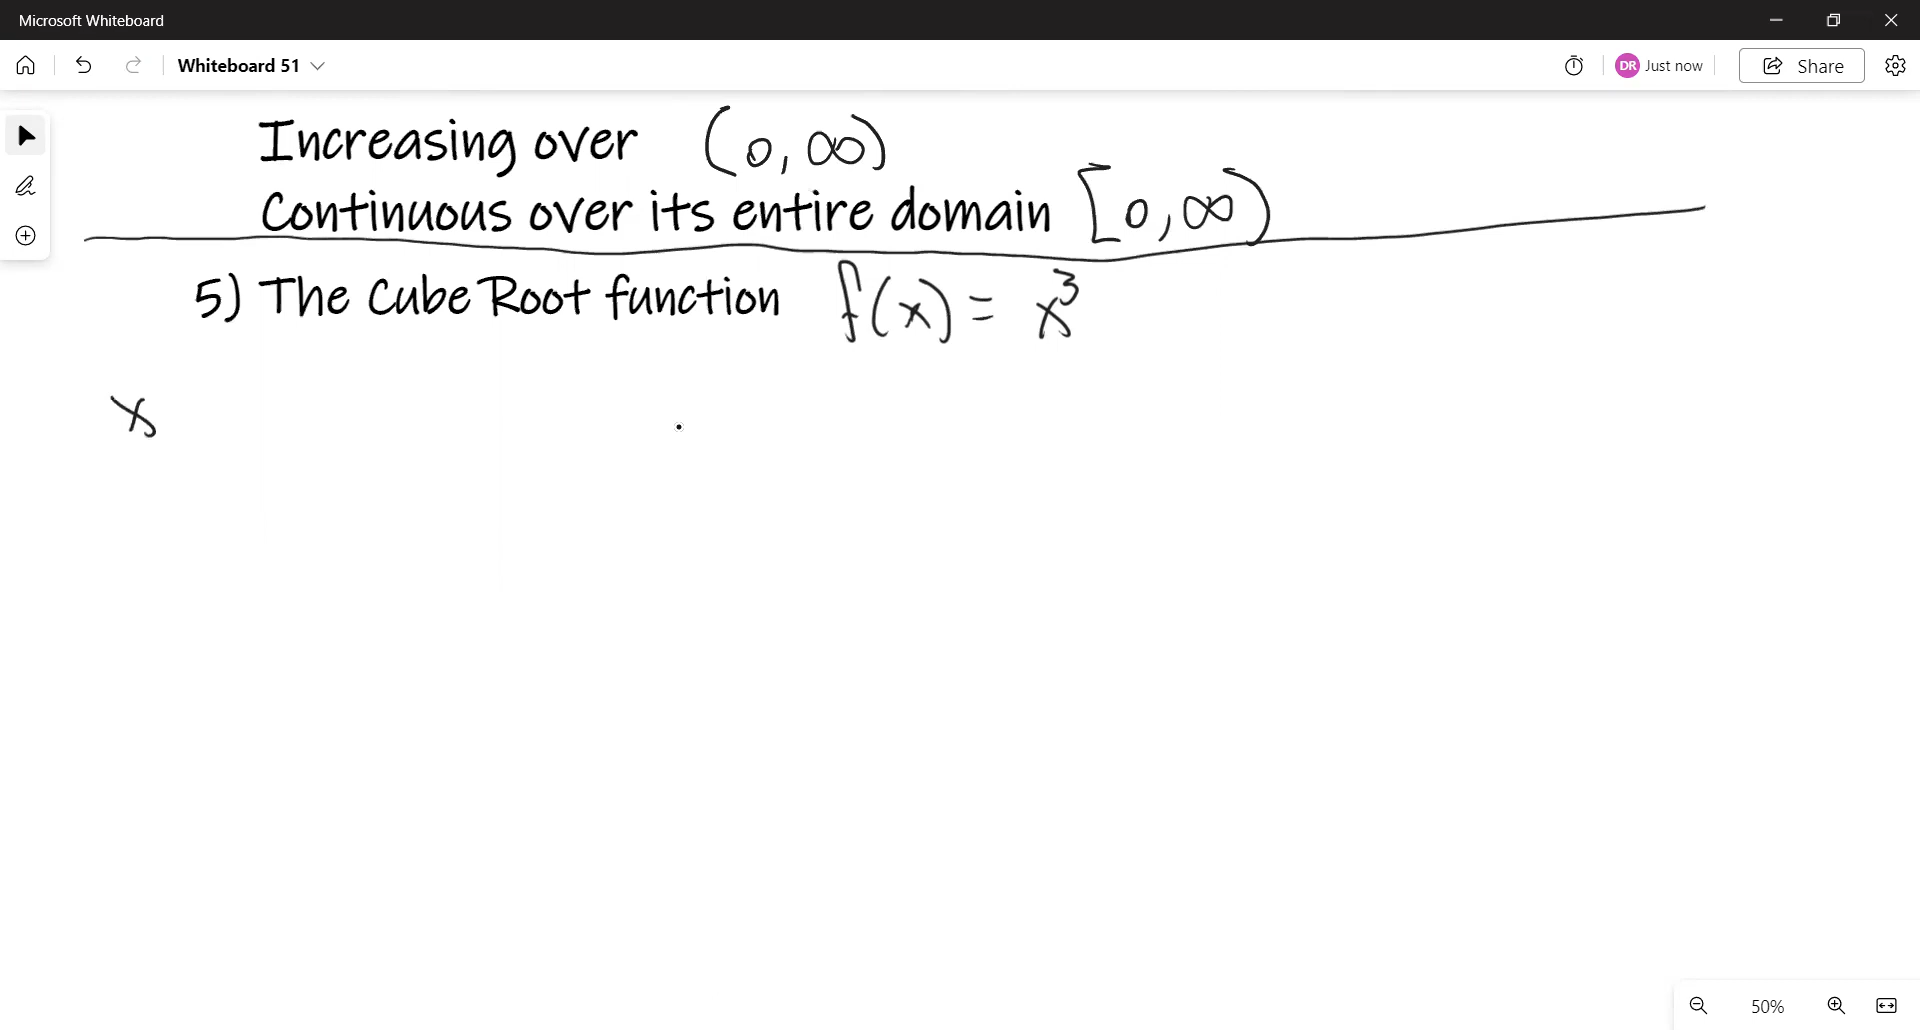 Microsoft Whiteboard
Whiteboard 51
DR Just now
Share
Increasing over (0, ∞)
Continuous over its entire domain [0, ∞)
5) The Cube Root function f(x) = x³
x
50%